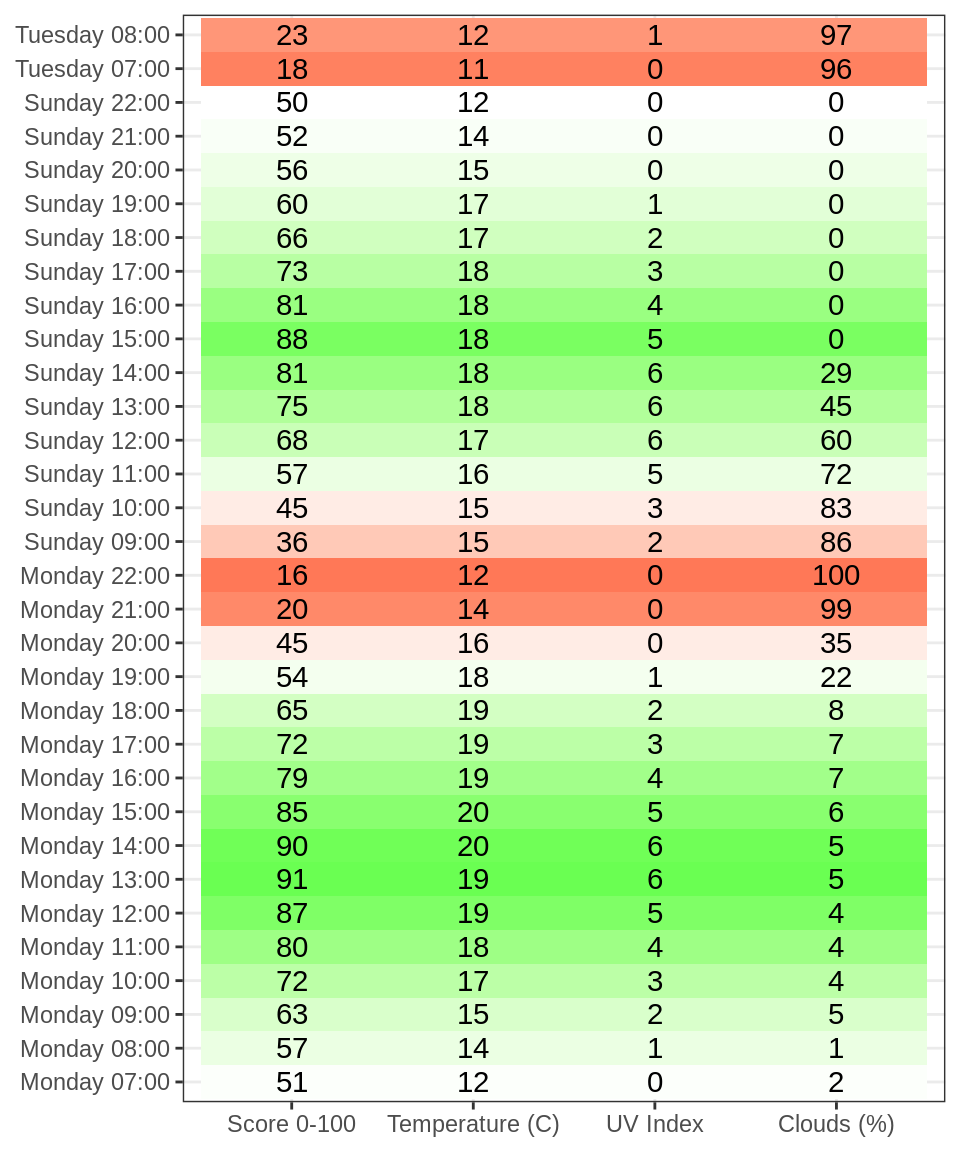 Tuesday 08:00 23 12 1 97
Tuesday 07:00 18 11 0 96
Sunday 22:00 50 12 0 0
Sunday 21:00 52 14 0 0
Sunday 20:00 56 15 0 0
Sunday 19:00 60 17 1 0
Sunday 18:00 66 17 2 0
Sunday 17:00 73 18 3 0
Sunday 16:00 81 18 4 0
Sunday 15:00 88 18 5 0
Sunday 14:00 81 18 6 29
Sunday 13:00 75 18 6 45
Sunday 12:00 68 17 6 60
Sunday 11:00 57 16 5 72
Sunday 10:00 45 15 3 83
Sunday 09:00 36 15 2 86
Monday 22:00 16 12 0 100
Monday 21:00 20 14 0 99
Monday 20:00 45 16 0 35
Monday 19:00 54 18 1 22
Monday 18:00 65 19 2 8
Monday 17:00 72 19 3 7
Monday 16:00 79 19 4 7
Monday 15:00 85 20 5 6
Monday 14:00 90 20 6 5
Monday 13:00 91 19 6 5
Monday 12:00 87 19 5 4
Monday 11:00 80 18 4 4
Monday 10:00 72 17 3 4
Monday 09:00 63 15 2 5
Monday 08:00 57 14 1 1
Monday 07:00 51 12 0 2
Score 0-100 Temperature (C) UV Index Clouds (%)